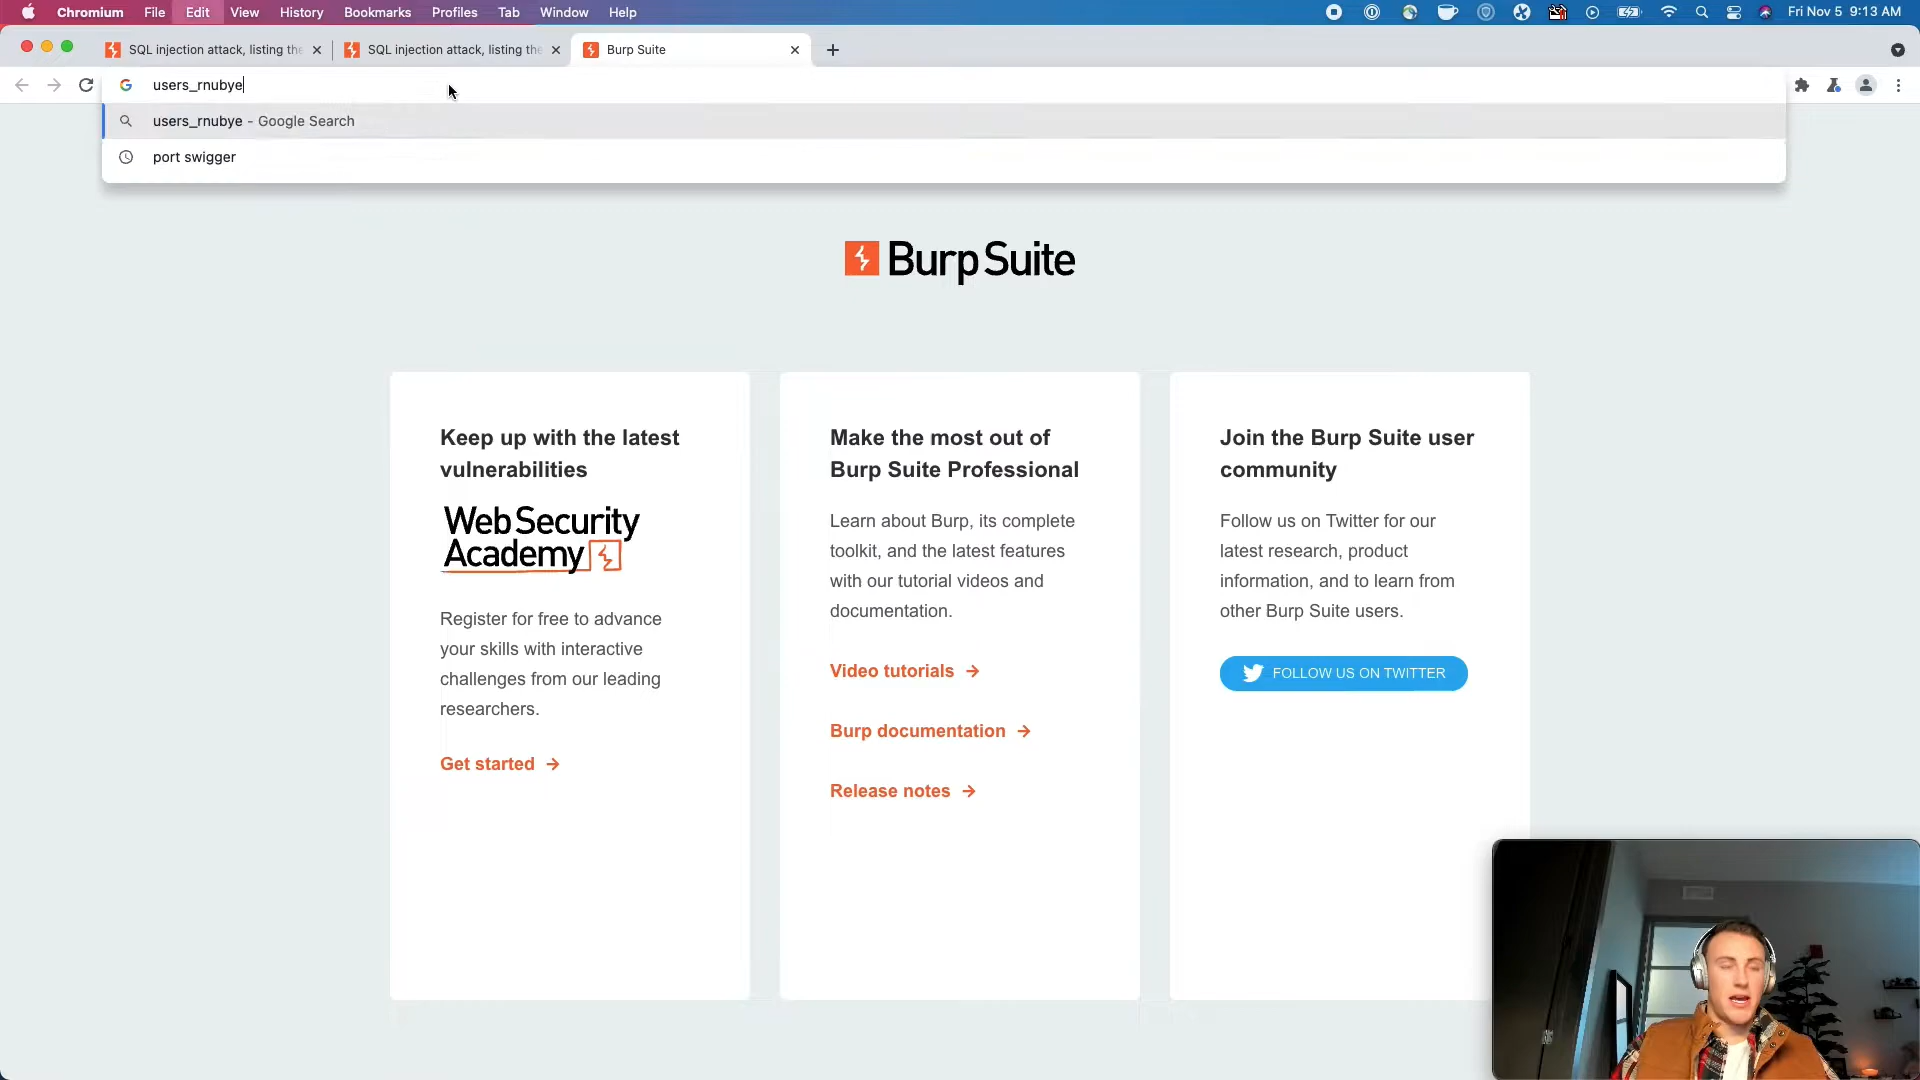 Chromium File Edit View History Bookmarks Profiles Tab Window Help Fri Nov 5 9:13 AM
SQL injection attack, listing the SQL injection attack, listing the Burp Suite
users_rnubye
users_rnubye - Google Search
port swigger
Burp Suite
Keep up with the latest
vulnerabilities
Web Security
Academy
Register for free to advance
your skills with interactive
challenges from our leading
researchers.
Get started
Make the most out of
Burp Suite Professional
Learn about Burp, its complete
toolkit, and the latest features
with our tutorial videos and
documentation.
Video tutorials
Burp documentation
Release notes
Join the Burp Suite user
community
Follow us on Twitter for our
latest research, product
information, and to learn from
other Burp Suite users.
FOLLOW US ON TWITTER